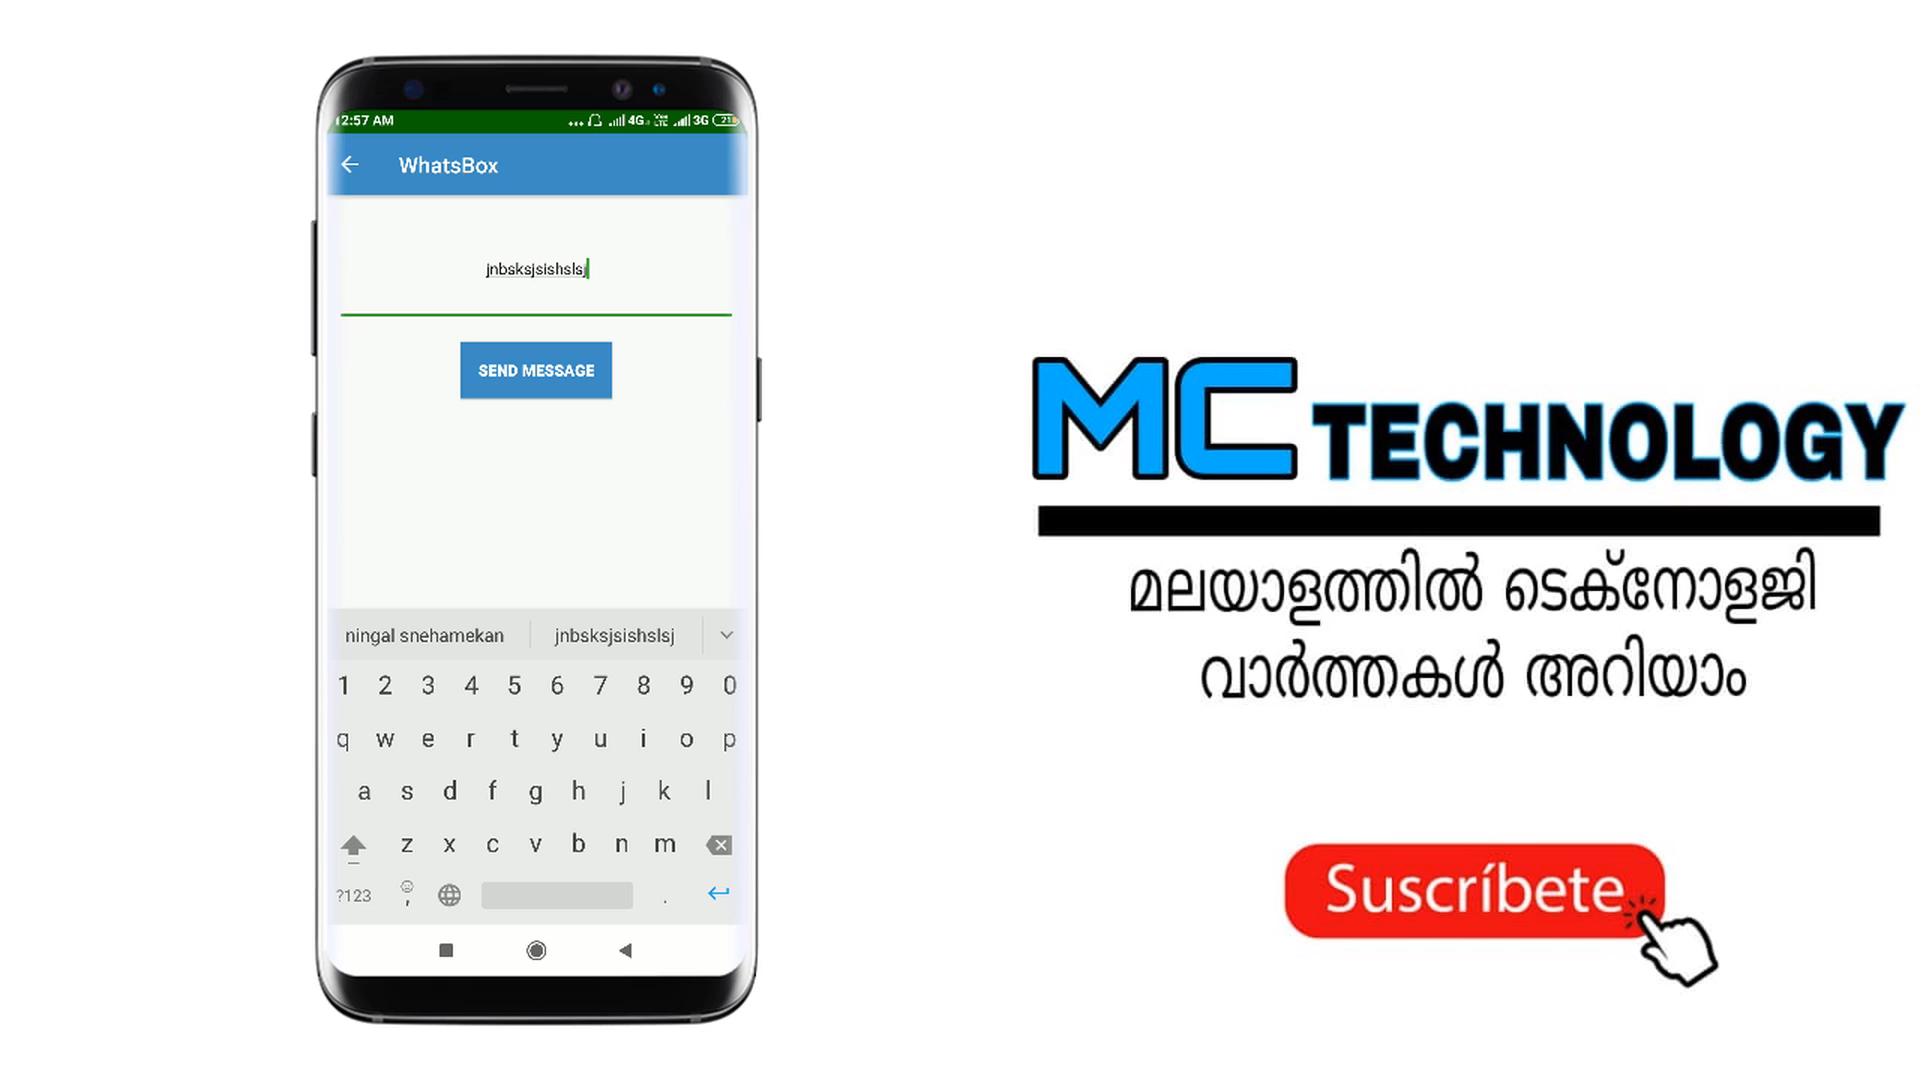 12:57 AM
4G
3G
WhatsBox
jnbsksjsishslsj
SEND MESSAGE
ningal snehamekan jnbsksjsishslsj
1 2 3 4 5 6 7 8 9 0
q w e r t y u i o p
a s d f g h j k l
z x c v b n m
?123 , .
MC TECHNOLOGY
മലയാളത്തിൽ ടെക്നോളജി
വാർത്തകൾ അറിയാം
Suscríbete